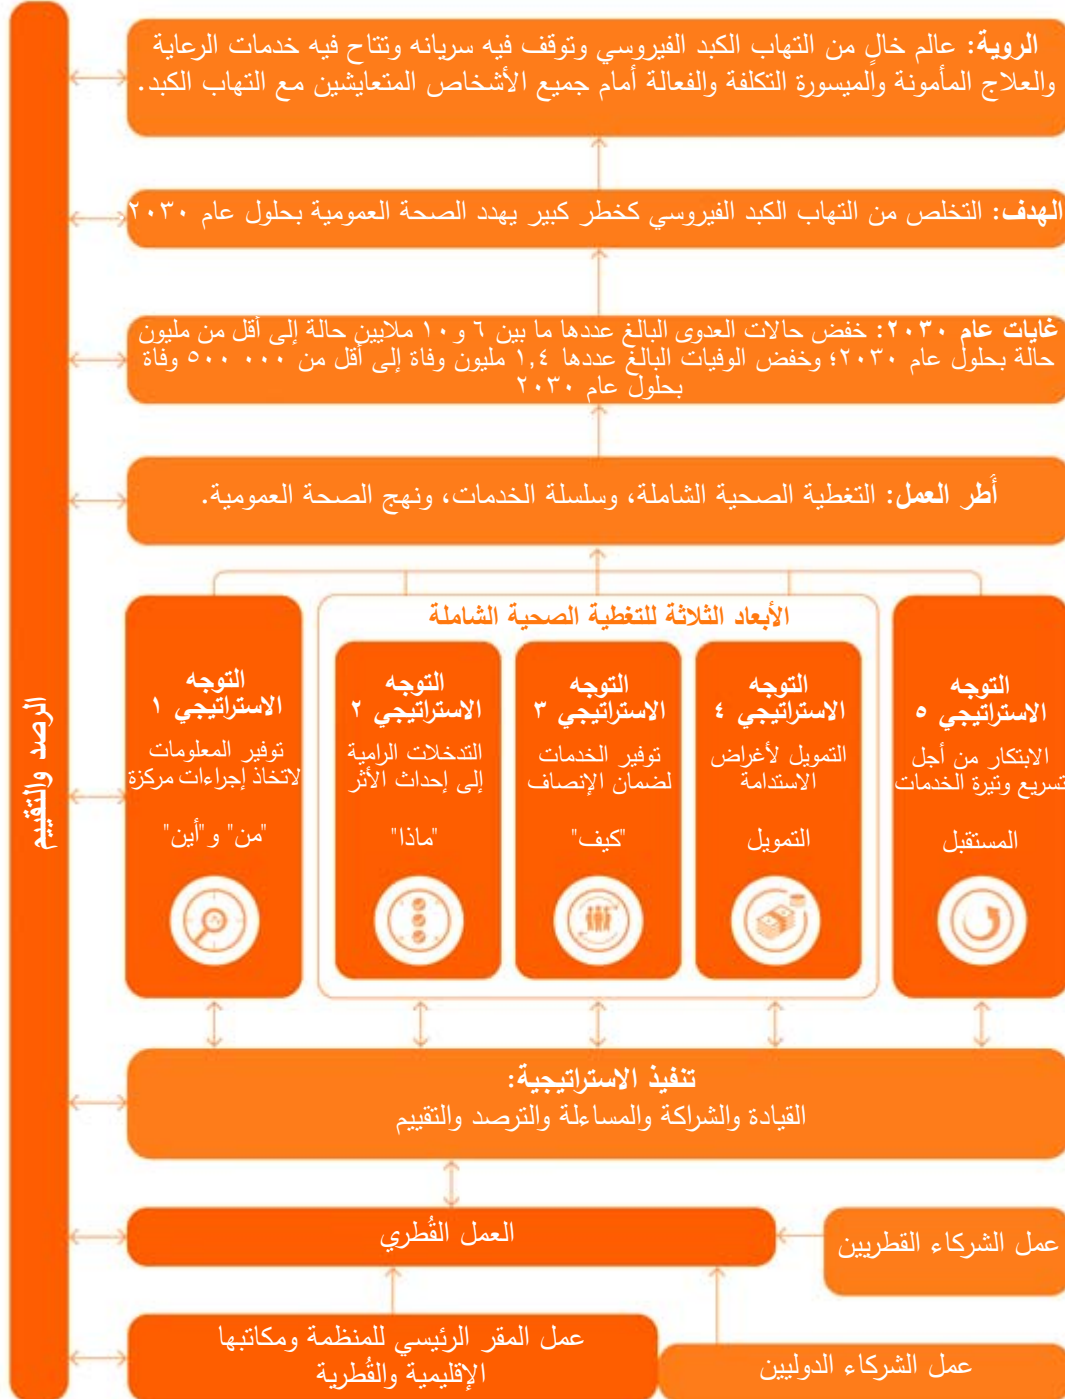 الروية: عالم خالٍ من التهاب الكبد الفيروسي وتوقف فيه سريانه وتتاح فيه خدمات الرعاية
والعلاج المأمونة والميسورة التكلفة والفعالة أمام جميع الأشخاص المتعايشين مع التهاب الكبد.
الهدف: التخلص من التهاب الكبد الفيروسي كخطر كبير يهدد الصحة العمومية بحلول عام ٢٠٣٠
غايات عام ٢٠٣٠: خفض حالات العدوى البالغ عددها ما بين ٦ و١٠ ملايين حالة إلى أقل من مليون
حالة بحلول عام ٢٠٣٠؛ وخفض الوفيات البالغ عددها ١,٤ مليون وفاة إلى أقل من ٠٠٠ ٥٠٠ وفاة
بحلول عام ٢٠٣٠
أُطر العمل: التغطية الصحية الشاملة، وسلسلة الخدمات، ونهج الصحة العمومية.
الأبعاد الثلاثة للتغطية الصحية الشاملة
التوجه
الاستراتيجي ١
توفير المعلومات
لاتخاذ إجراءات مركزة
"من" و"أين"
التوجه
الاستراتيجي ٢
التدخلات الرامية
إلى إحداث الأثر
"ماذا"
التوجه
الاستراتيجي ٣
توفير الخدمات
لضمان الإنصاف
"كيف"
التوجه
الاستراتيجي ٤
التمويل لأغراض
الاستدامة
التمويل
التوجه
الاستراتيجي ٥
الابتكار من أجل
تسريع وتيرة الخدمات
المستقبل
تنفيذ الاستراتيجية:
القيادة والشراكة والمساءلة والترصد والتقييم
العمل القُطري
عمل الشركاء القطريين
عمل المقر الرئيسي للمنظمة ومكاتبها
الإقليمية والقُطرية
عمل الشركاء الدوليين
الرصد والتقييم